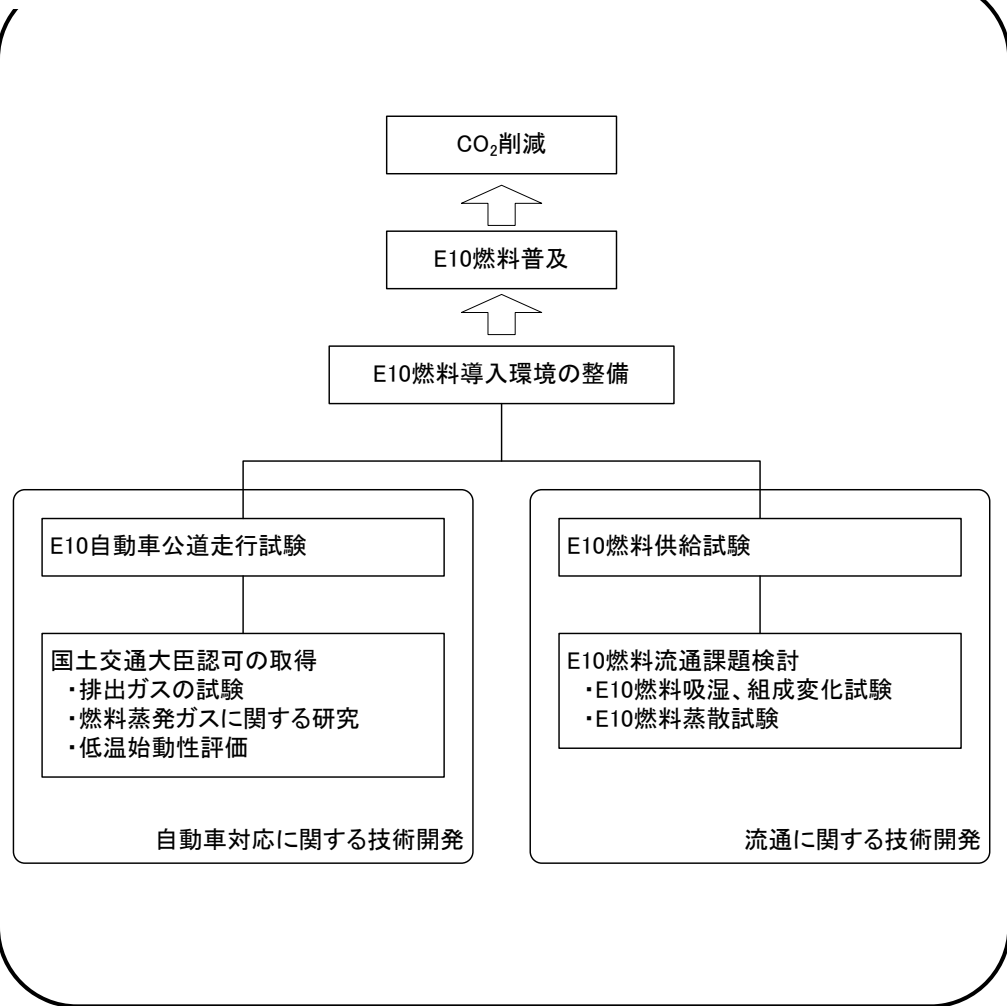 CO₂削減
E10燃料普及
E10燃料導入環境の整備
E10自動車公道走行試験
国土交通大臣認可の取得
・排出ガスの試験
・燃料蒸発ガスに関する研究
・低温始動性評価
自動車対応に関する技術開発
E10燃料供給試験
E10燃料流通課題検討
・E10燃料吸湿、組成変化試験
・E10燃料蒸散試験
流通に関する技術開発